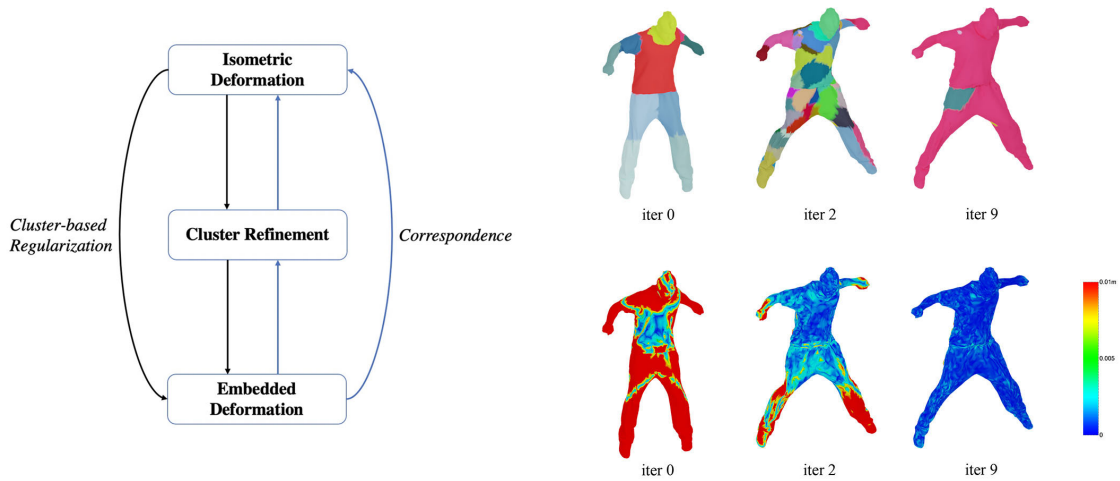 Isometric
Deformation
Cluster-based
Regularization
Cluster Refinement
Correspondence
Embedded
Deformation
iter 0
iter 2
iter 9
0.01m
0.005
0
iter 0
iter 2
iter 9